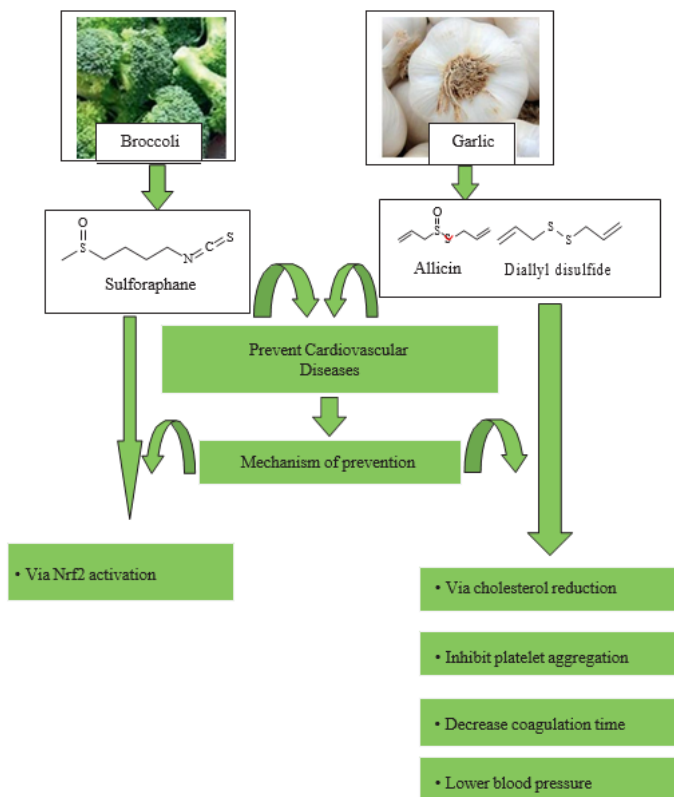 Broccoli
Garlic
O
S
N
C
S
Sulforaphane
O
S
S
S
S
Allicin
Diallyl disulfide
Prevent Cardiovascular
Diseases
Mechanism of prevention
• Via Nrf2 activation
• Via cholesterol reduction
• Inhibit platelet aggregation
• Decrease coagulation time
• Lower blood pressure